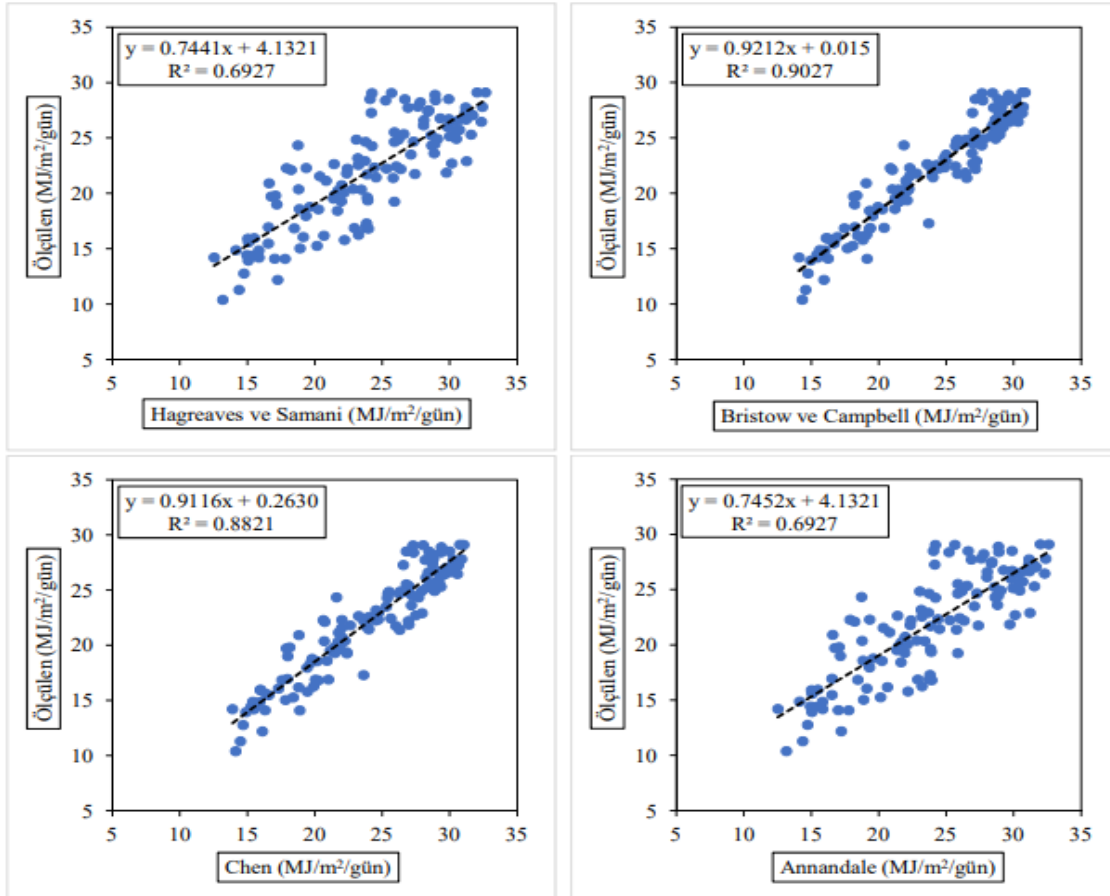 35
30
25
20
15
10
5
Ölçülen (MJ/m²/gün)
y = 0.7441x + 4.1321
R² = 0.6927
5 10 15 20 25 30 35
Hagreaves ve Samani (MJ/m²/gün)
35
30
25
20
15
10
5
Ölçülen (MJ/m²/gün)
y = 0.9212x + 0.015
R² = 0.9027
5 10 15 20 25 30 35
Bristow ve Campbell (MJ/m²/gün)
35
30
25
20
15
10
5
Ölçülen (MJ/m²/gün)
y = 0.9116x + 0.2630
R² = 0.8821
5 10 15 20 25 30 35
Chen (MJ/m²/gün)
35
30
25
20
15
10
5
Ölçülen (MJ/m²/gün)
y = 0.7452x + 4.1321
R² = 0.6927
5 10 15 20 25 30 35
Annandale (MJ/m²/gün)